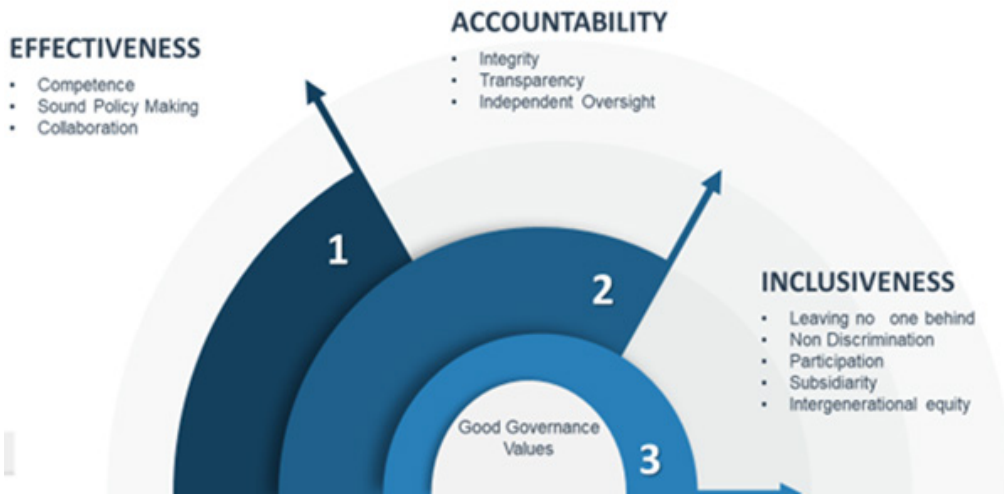 EFFECTIVENESS
• Competence
• Sound Policy Making
• Collaboration
ACCOUNTABILITY
• Integrity
• Transparency
• Independent Oversight
1
2
INCLUSIVENESS
• Leaving no one behind
• Non Discrimination
• Participation
• Subsidiarity
• Intergenerational equity
Good Governance
Values
3